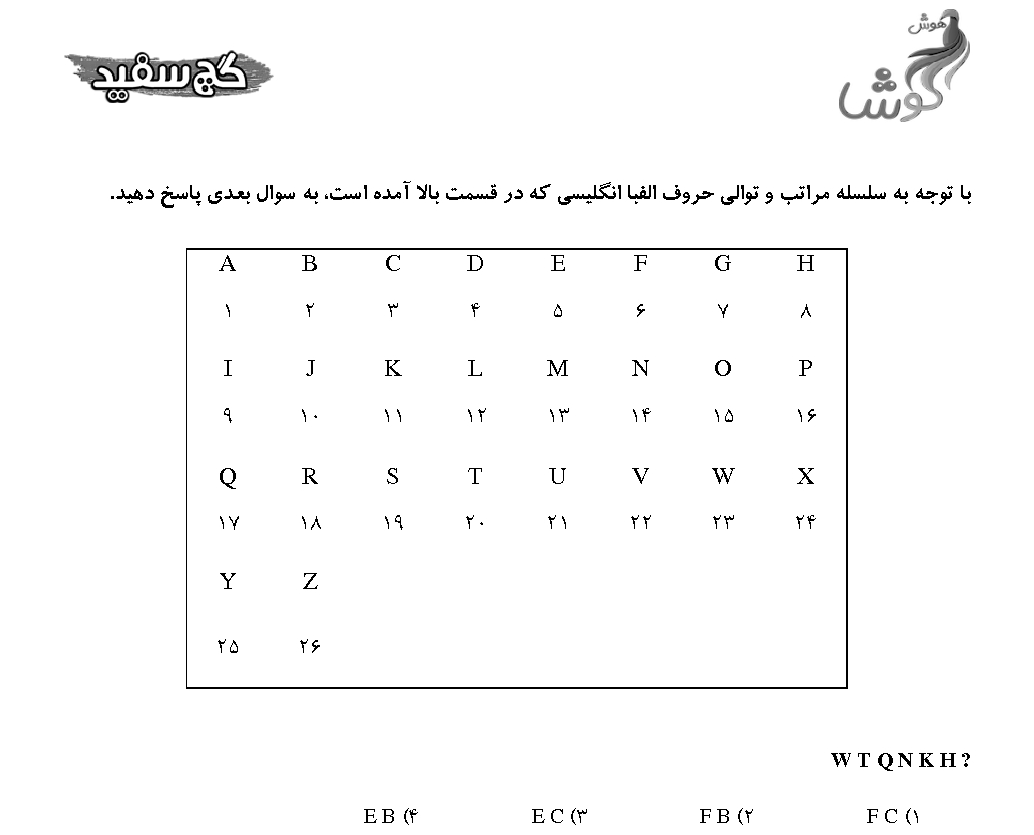 هوش
کوشا
گچ سفید
با توجه به سلسله مراتب و توالی حروف الفبا انگلیسی که در قسمت بالا آمده است، به سوال بعدی پاسخ دهید.
A B C D E F G H
۱ ۲ ۳ ۴ ۵ ۶ ۷ ۸
I J K L M N O P
۹ ۱۰ ۱۱ ۱۲ ۱۳ ۱۴ ۱۵ ۱۶
Q R S T U V W X
۱۷ ۱۸ ۱۹ ۲۰ ۲۱ ۲۲ ۲۳ ۲۴
Y Z
۲۵ ۲۶
W T Q N K H ?
۱) F C ۲) F B ۳) E C ۴) E B